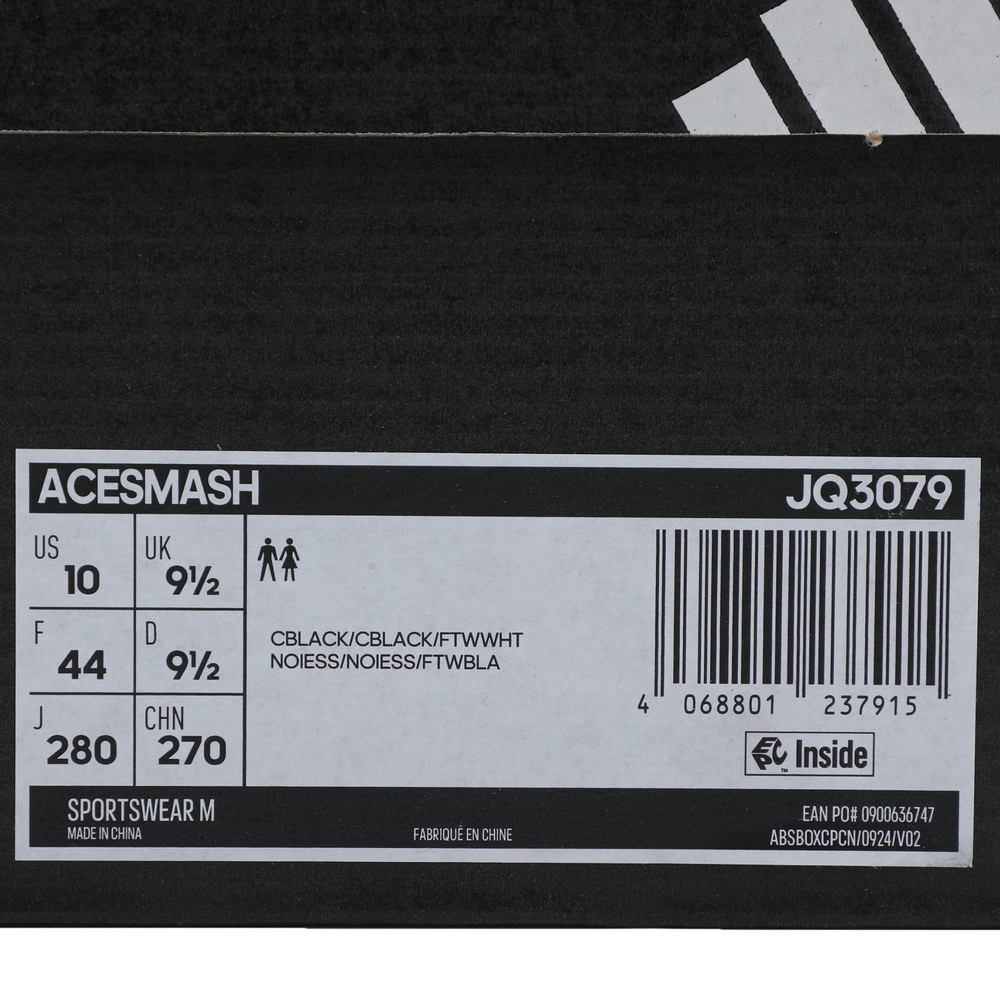 ACESMASH JQ3079
US 10 UK 9½
F 44 D 9½
J 280 CHN 270
CBLACK/CBLACK/FTWWHT
NOIESS/NOIESS/FTWBLA
4 068801 237915
EPC™ Inside
SPORTSWEAR M
MADE IN CHINA
FABRIQUÉ EN CHINE
EAN PO# 0900636747
ABSBOXCPCN/0924/V02